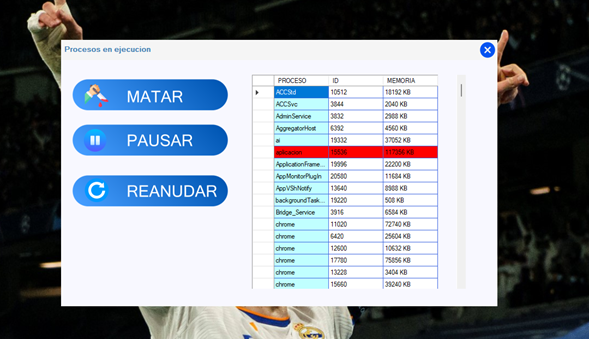 Procesos en ejecucion
MATAR
PAUSAR
REANUDAR
PROCESO ID MEMORIA
ACCStd 10512 18192 KB
ACCSvc 3844 2040 KB
AdminService 3832 2988 KB
AggregatorHost 6392 4560 KB
ai 19332 37052 KB
aplicacion 15536 117996 KB
ApplicationFrame... 19996 22200 KB
AppMonitorPlugIn 20580 11684 KB
AppVShNotify 13640 8988 KB
backgroundTask... 19220 508 KB
Bridge_Service 3916 6584 KB
chrome 11020 72740 KB
chrome 6420 25604 KB
chrome 12600 10632 KB
chrome 17780 75856 KB
chrome 13228 3404 KB
chrome 15660 39240 KB